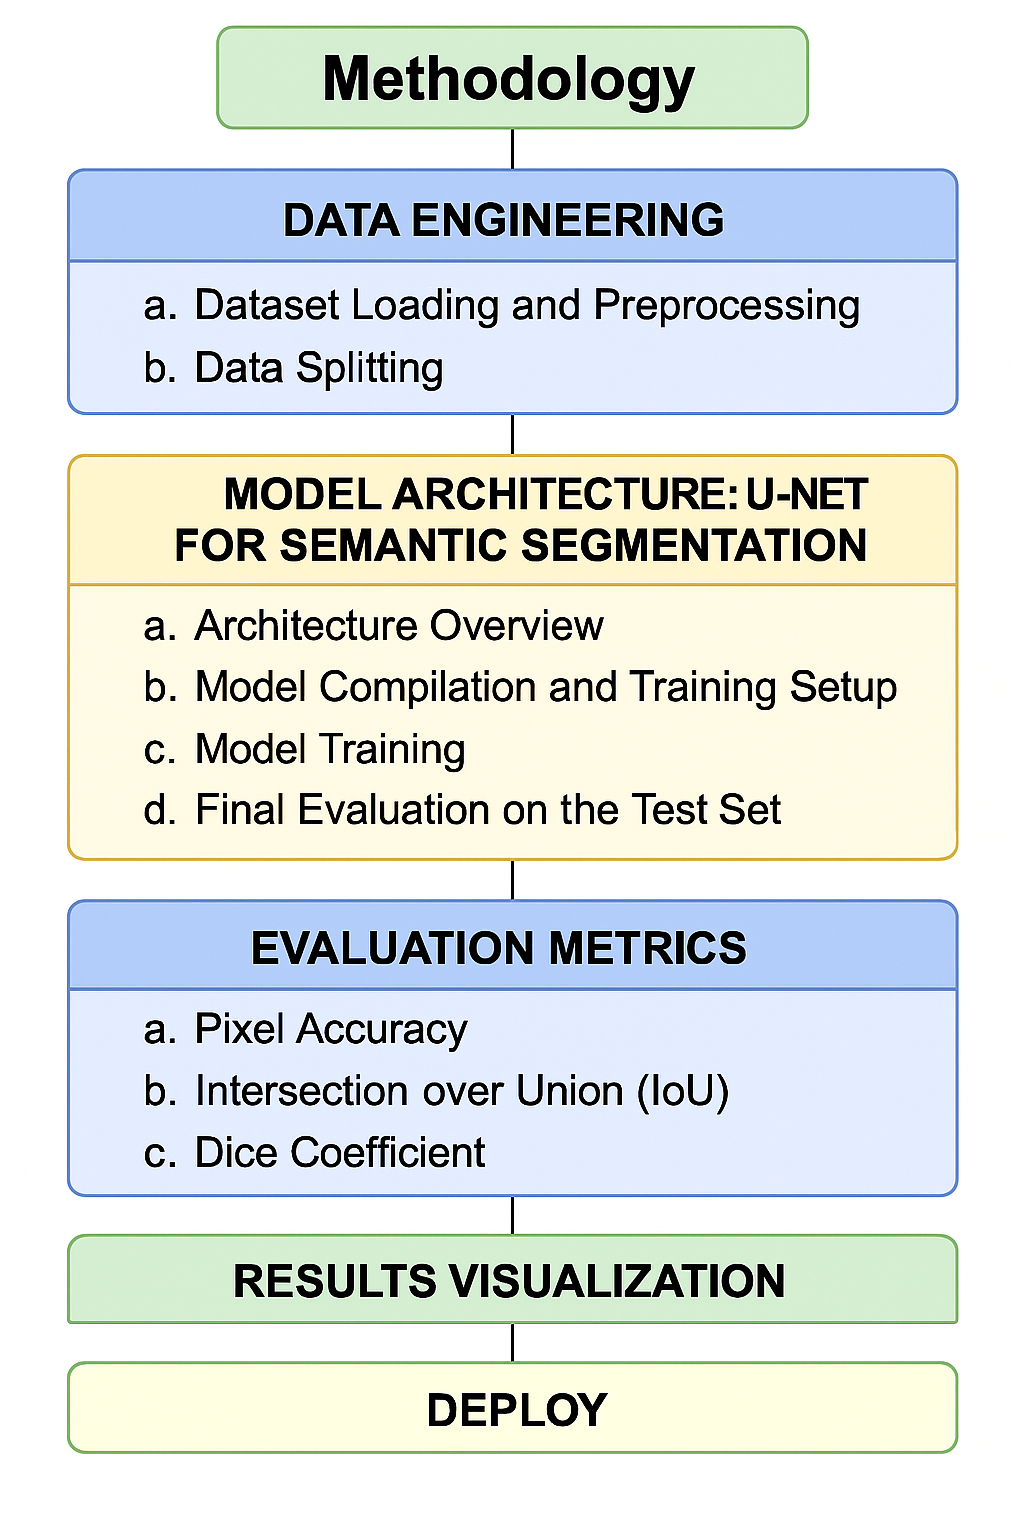 Methodology
DATA ENGINEERING
a. Dataset Loading and Preprocessing
b. Data Splitting
MODEL ARCHITECTURE: U-NET
FOR SEMANTIC SEGMENTATION
a. Architecture Overview
b. Model Compilation and Training Setup
c. Model Training
d. Final Evaluation on the Test Set
EVALUATION METRICS
a. Pixel Accuracy
b. Intersection over Union (IoU)
c. Dice Coefficient
RESULTS VISUALIZATION
DEPLOY